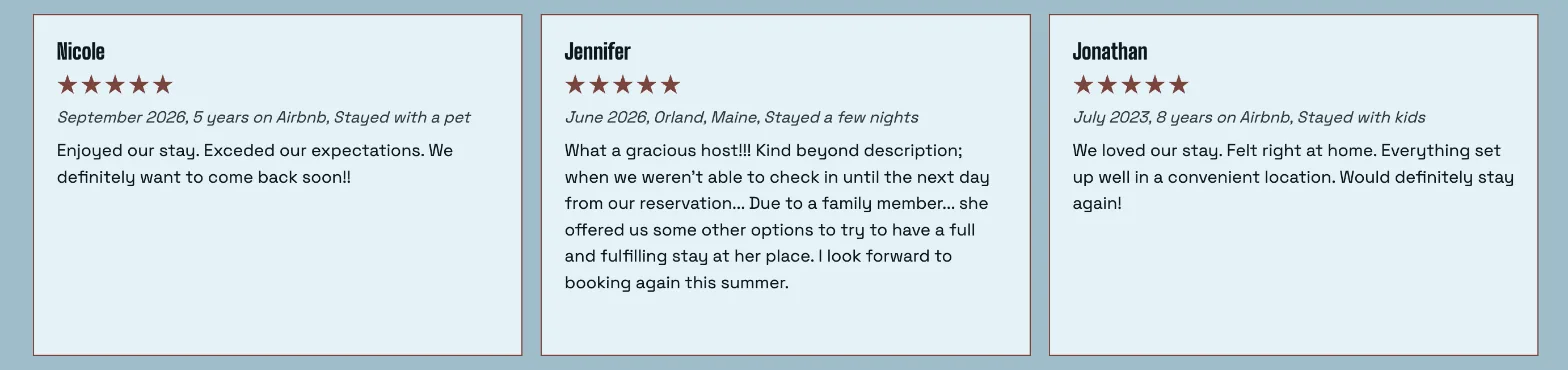 Nicole
★★★★★
September 2026, 5 years on Airbnb, Stayed with a pet
Enjoyed our stay. Exceded our expectations. We
definitely want to come back soon!!
Jennifer
★★★★★
June 2026, Orland, Maine, Stayed a few nights
What a gracious host!!! Kind beyond description;
when we weren't able to check in until the next day
from our reservation... Due to a family member... she
offered us some other options to try to have a full
and fulfilling stay at her place. I look forward to
booking again this summer.
Jonathan
★★★★★
July 2023, 8 years on Airbnb, Stayed with kids
We loved our stay. Felt right at home. Everything set
up well in a convenient location. Would definitely stay
again!